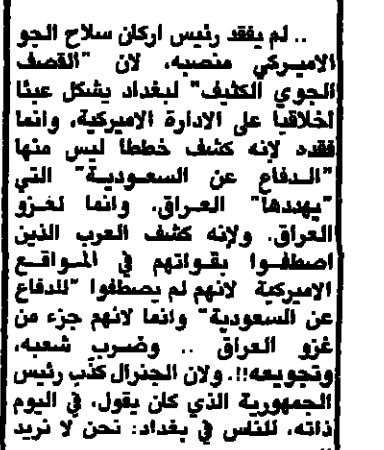 .. لم يفقد رئيس اركان سلاح الجو
الاميركي منصبه، لان "القصف
الجوي الكثيف" لبغداد يشكل عبئا
اخلاقيا على الادارة الاميركية، وانما
فقده لإنه كشف خططا ليس منها
"الدفاع عن السعودية" التي
"يهددها" العراق. وانما لغزو
العراق. ولإنه كشف العرب الذين
اصطفوا بقواتهم في المواقع
الاميركية لانهم لم يصطفوا "للدفاع
عن السعودية" وانما لانهم جزء من
غزو العراق .. وضرب شعبه،
وتجويعه!!. ولان الجنرال كذّب رئيس
الجمهورية الذي كان يقول، في اليوم
ذاته، للناس في بغداد: نحن لا نريد